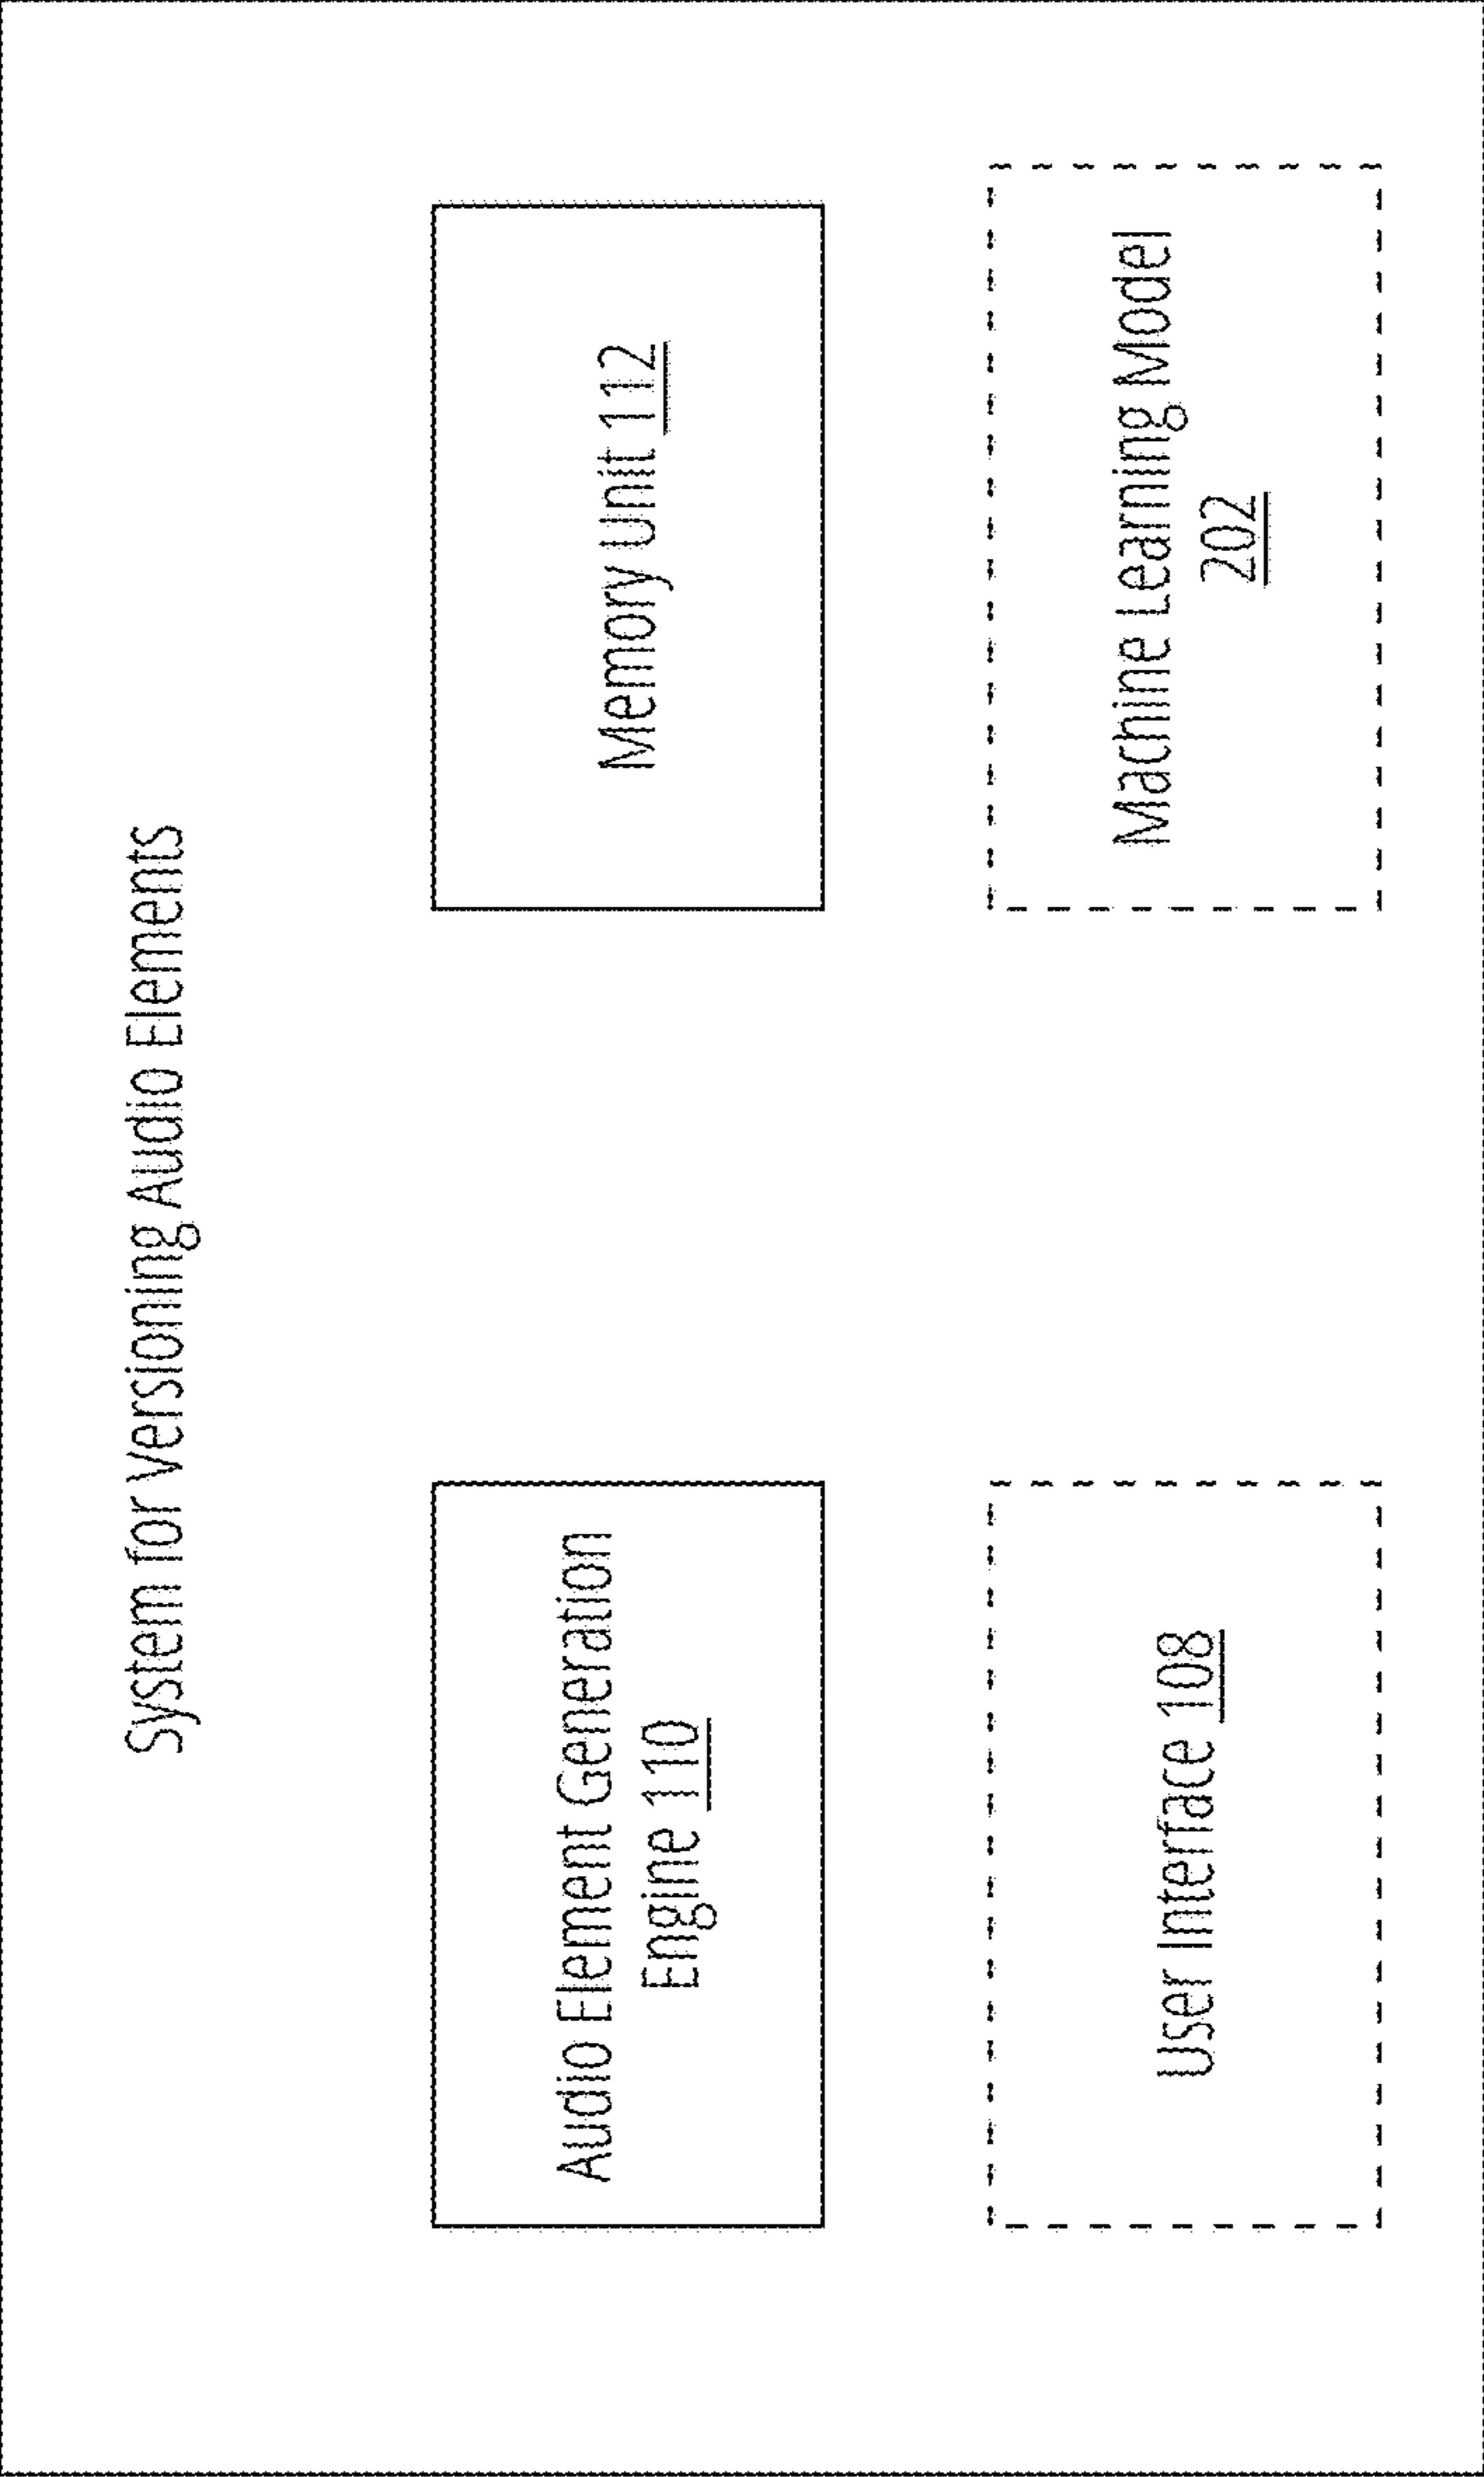 System for Versioning Audio Elements
Audio Element Generation
Engine 110
Memory Unit 112
User Interface 108
Machine Learning Model
202